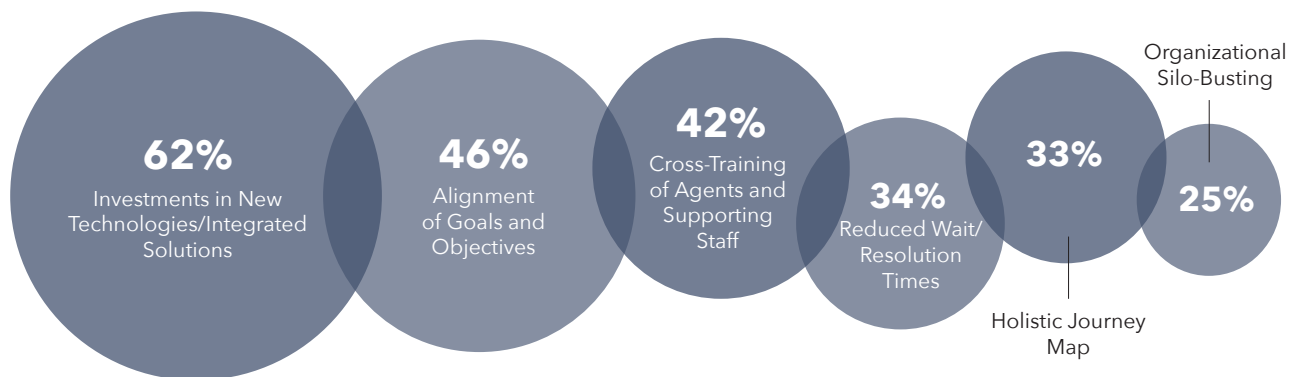 62%
Investments in New
Technologies/Integrated
Solutions
46%
Alignment
of Goals and
Objectives
42%
Cross-Training
of Agents and
Supporting
Staff
34%
Reduced Wait/
Resolution
Times
33%
Holistic Journey
Map
Organizational
Silo-Busting
25%